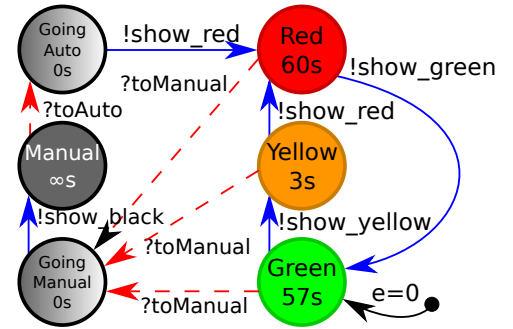 Going
Auto
0s
!show_red
Red
60s
!show_green
?toManual
?toAuto
!show_red
Manual
∞s
Yellow
3s
!show_black
!show_yellow
?toManual
Going
Manual
0s
Green
57s
e=0
?toManual